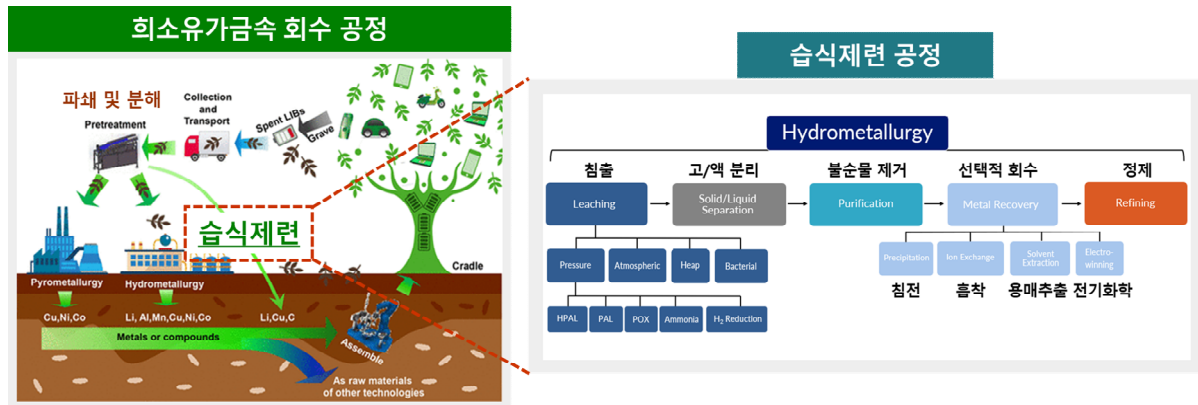 희소유가금속 회수 공정
파쇄 및 분해
Pretreatment
Collection
and
Transport
Spent LIBs
Grave
습식제련
Cradle
Pyrometallurgy
Hydrometallurgy
Cu,Ni,Co
Li, Al,Mn,Cu,Ni,Co
Li,Cu,C
Metals or compounds
Assemble
As raw materials
of other technologies
습식제련 공정
Hydrometallurgy
침출
고/액 분리
불순물 제거
선택적 회수
정제
Leaching
Solid/Liquid
Separation
Purification
Metal Recovery
Refining
Pressure
Atmospheric
Heap
Bacterial
Precipitation
Ion Exchange
Solvent
Extraction
Electro-
winning
침전
흡착
용매추출
전기화학
HPAL
PAL
POX
Ammonia
H₂ Reduction